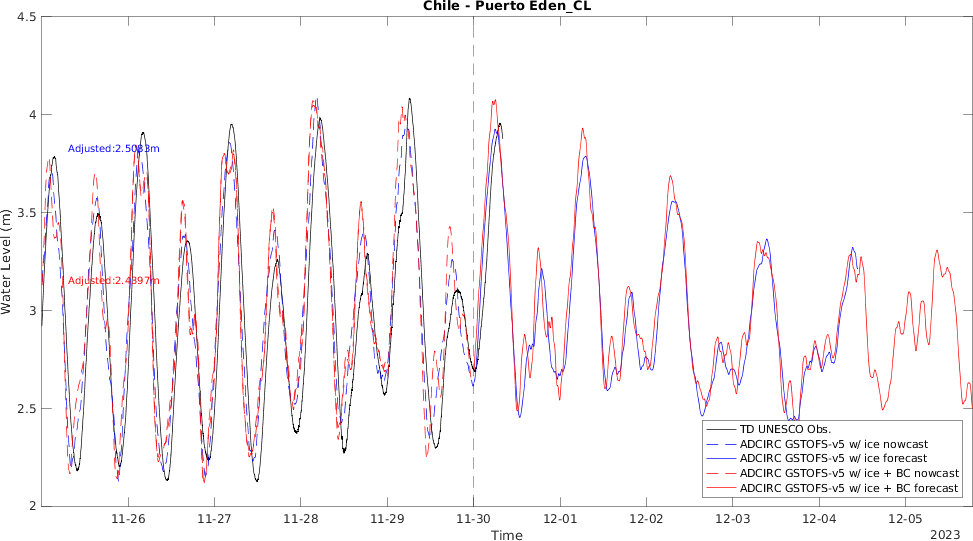 Chile - Puerto Eden_CL
4.5
4
3.5
3
2.5
2
Water Level (m)
Adjusted:2.5083m
Adjusted:2.4397m
TD UNESCO Obs.
ADCIRC GSTOFS-v5 w/ ice nowcast
ADCIRC GSTOFS-v5 w/ ice forecast
ADCIRC GSTOFS-v5 w/ ice + BC nowcast
ADCIRC GSTOFS-v5 w/ ice + BC forecast
11-26 11-27 11-28 11-29 11-30 12-01 12-02 12-03 12-04 12-05
Time
2023